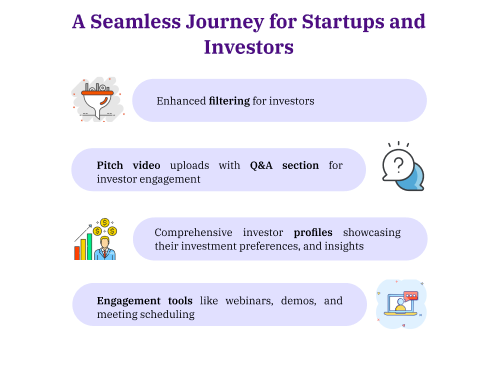 A Seamless Journey for Startups and
Investors
Enhanced filtering for investors
Pitch video uploads with Q&A section for
investor engagement
Comprehensive investor profiles showcasing
their investment preferences, and insights
Engagement tools like webinars, demos, and
meeting scheduling